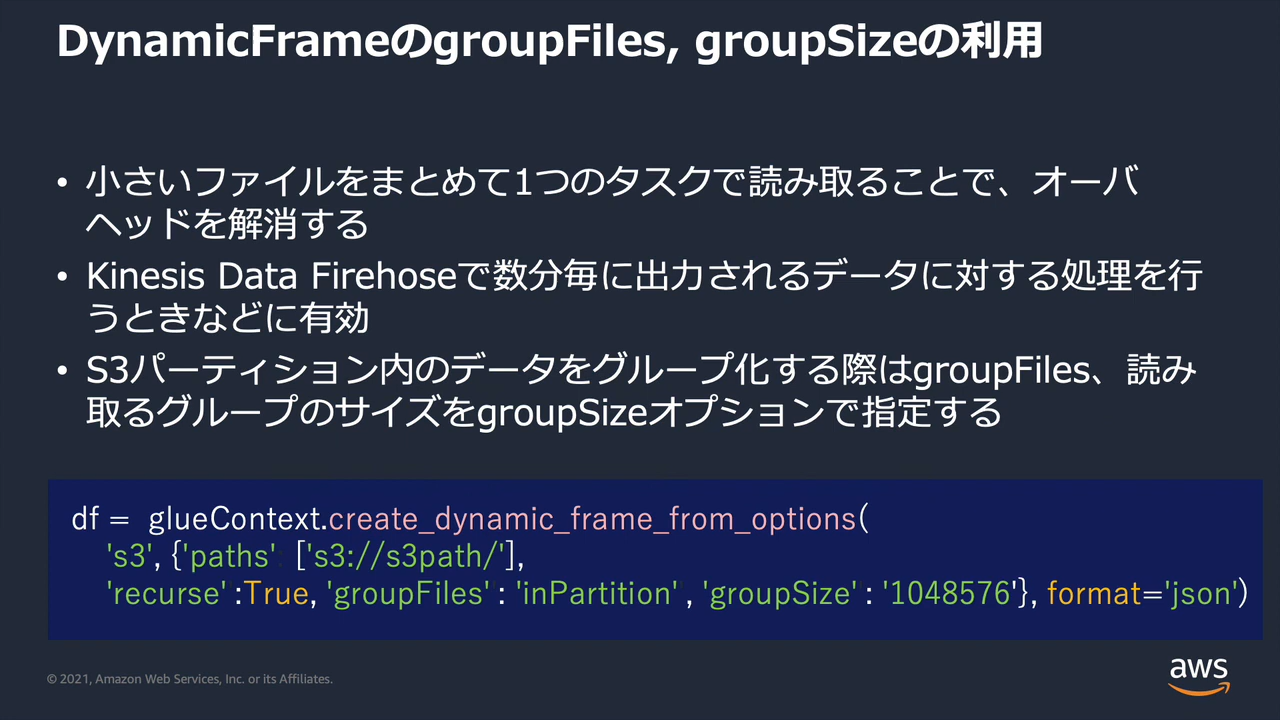 DynamicFrameのgroupFiles, groupSizeの利用
• 小さいファイルをまとめて1つのタスクで読み取ることで、オーバ
ヘッドを解消する
• Kinesis Data Firehoseで数分毎に出力されるデータに対する処理を行
うときなどに有効
• S3パーティション内のデータをグループ化する際はgroupFiles、読み
取るグループのサイズをgroupSizeオプションで指定する
df = glueContext.create_dynamic_frame_from_options(
's3', {'paths': ['s3://s3path/'],
'recurse':True, 'groupFiles': 'inPartition', 'groupSize': '1048576'}, format='json')
© 2021, Amazon Web Services, Inc. or its Affiliates.
aws